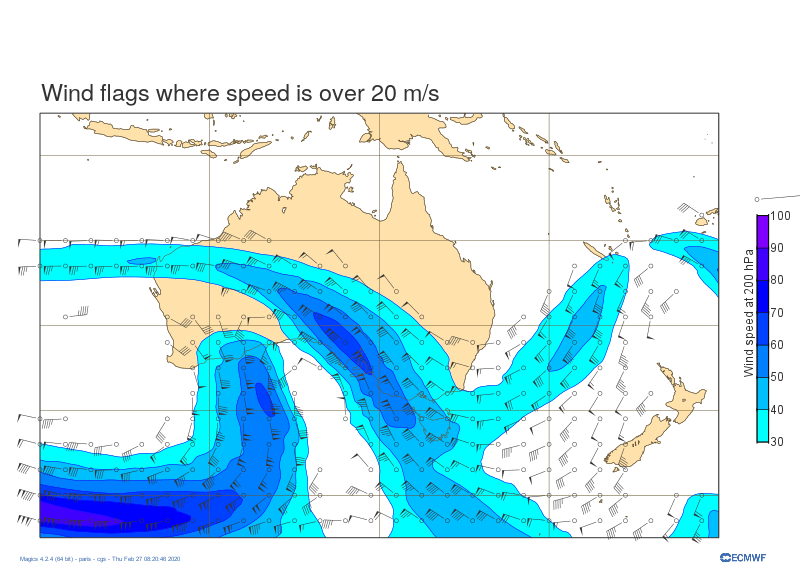 Wind flags where speed is over 20 m/s
100
90
80
70
60
50
40
30
Wind speed at 200 hPa
Magics 4.2.4 (64 bit) - paris - cgs - Thu Feb 27 08:20:46 2020
ECMWF